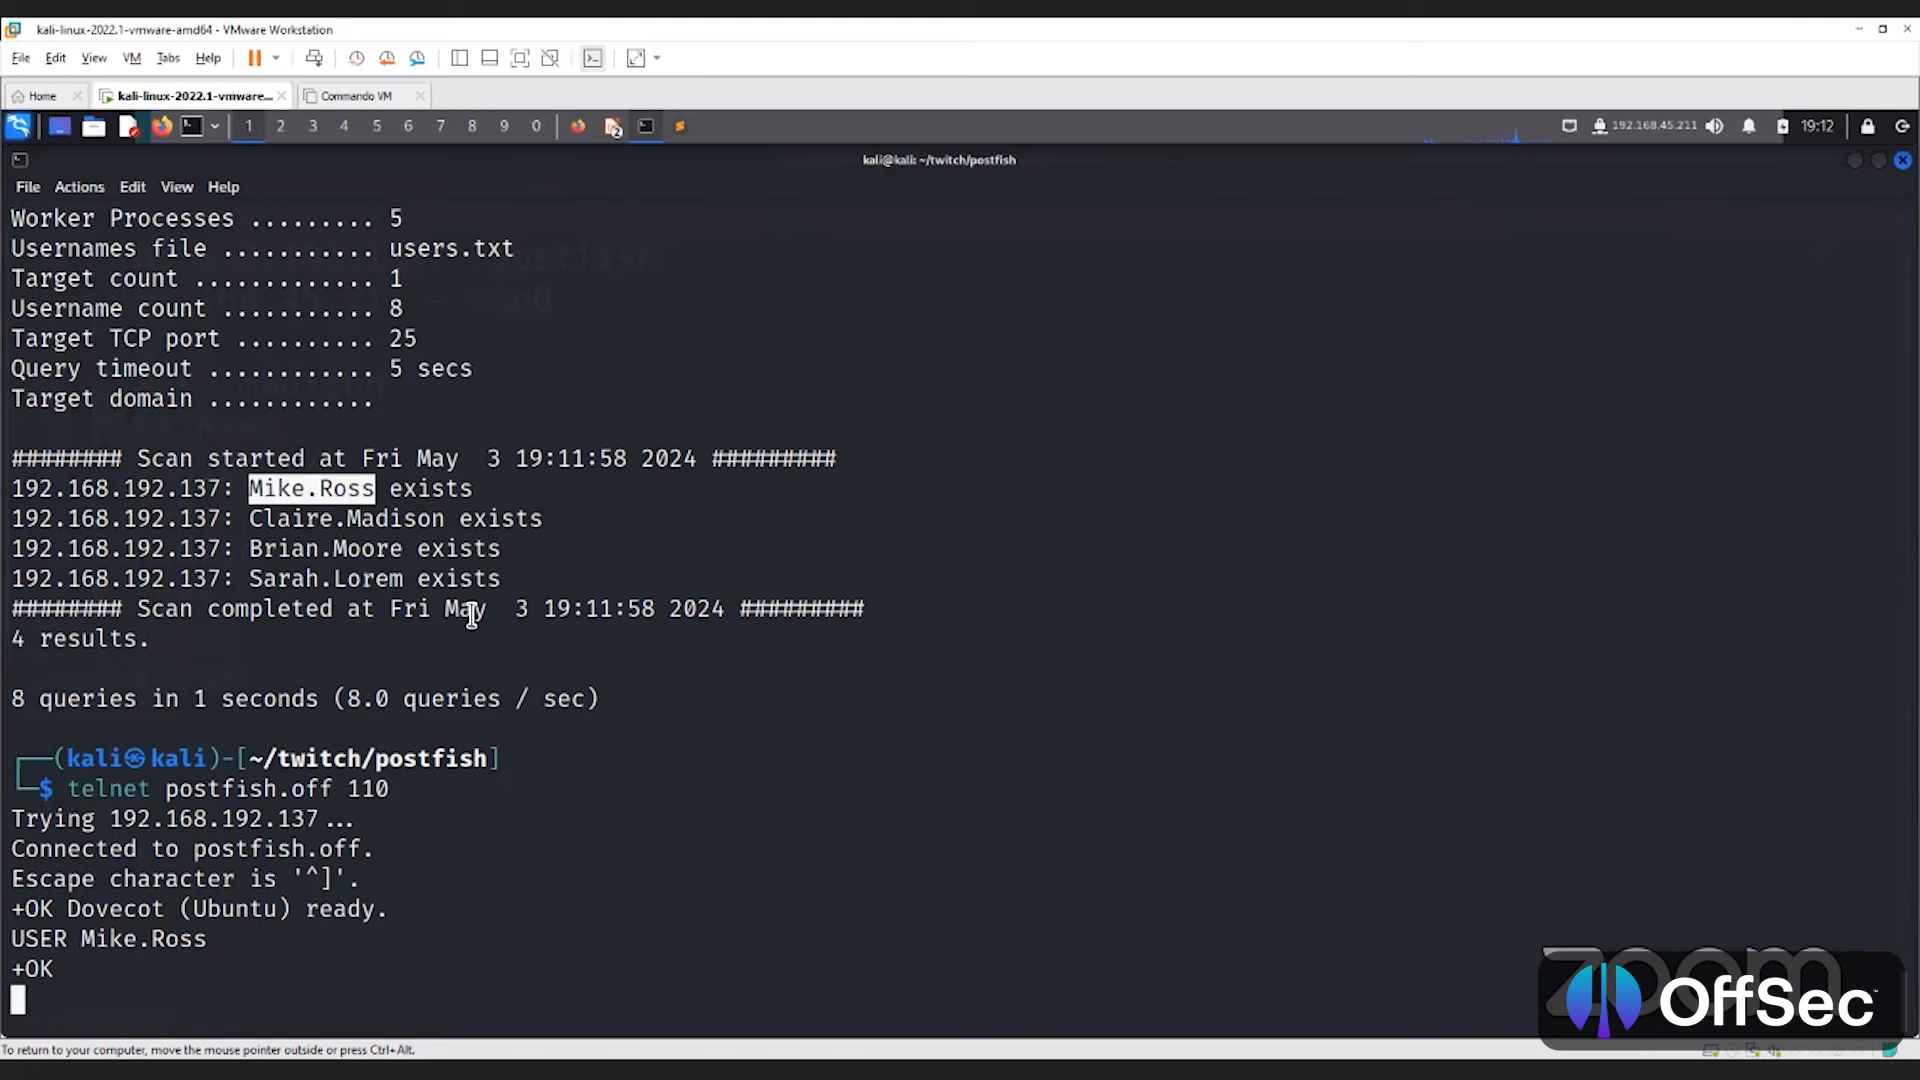 kali-linux-2022.1-vmware-amd64 - VMware Workstation
File Edit View VM Tabs Help
Home kali-linux-2022.1-vmware... Commando VM
1 2 3 4 5 6 7 8 9 0 2 192.168.45.211 19:12
kali@kali: ~/twitch/postfish
File Actions Edit View Help
Worker Processes ......... 5
Usernames file ........... users.txt
Target count ............. 1
Username count ........... 8
Target TCP port .......... 25
Query timeout ............ 5 secs
Target domain ............
######## Scan started at Fri May  3 19:11:58 2024 #########
192.168.192.137: Mike.Ross exists
192.168.192.137: Claire.Madison exists
192.168.192.137: Brian.Moore exists
192.168.192.137: Sarah.Lorem exists
######## Scan completed at Fri May  3 19:11:58 2024 #########
4 results.
8 queries in 1 seconds (8.0 queries / sec)
┌──(kali㉿kali)-[~/twitch/postfish]
└─$ telnet postfish.off 110
Trying 192.168.192.137...
Connected to postfish.off.
Escape character is '^]'.
+OK Dovecot (Ubuntu) ready.
USER Mike.Ross
+OK
zoom
OffSec™
To return to your computer, move the mouse pointer outside or press Ctrl+Alt.